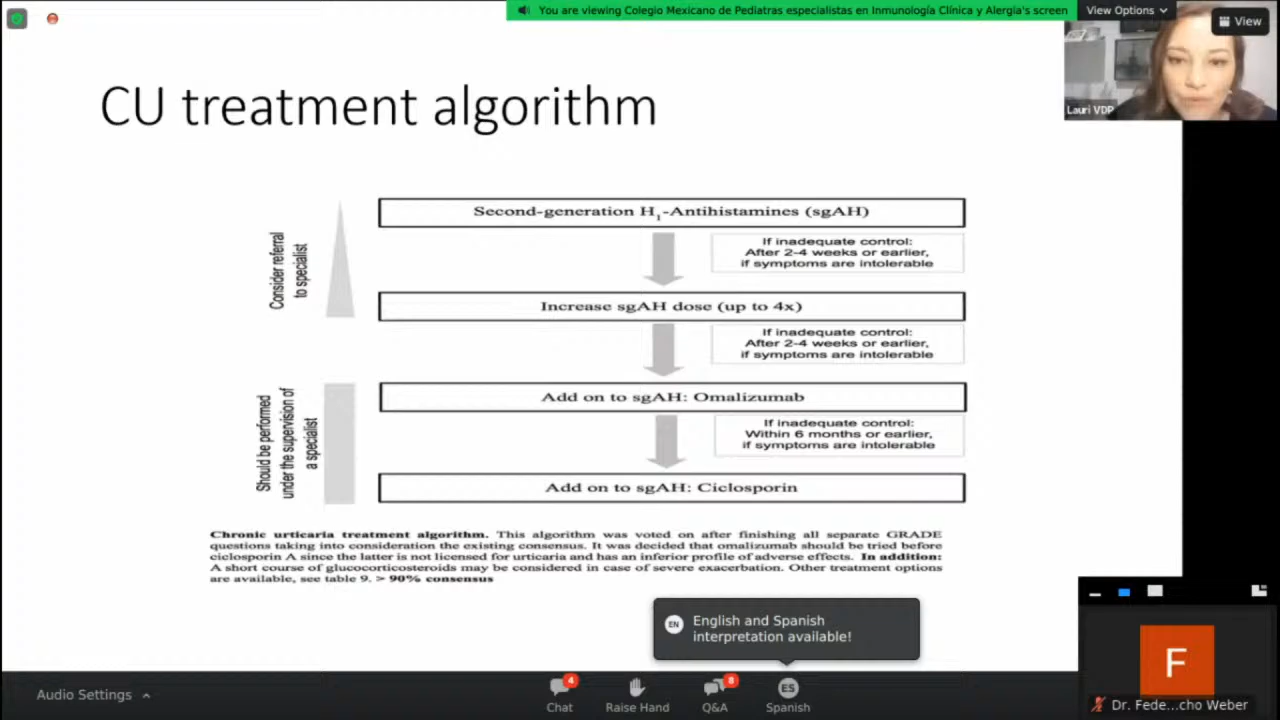 You are viewing Colegio Mexicano de Pediatras especialistas en Inmunología Clínica y Alergia's screen
View Options
View
Lauri VDP
CU treatment algorithm
Consider referral
to specialist
Second-generation H1-Antihistamines (sgAH)
If inadequate control:
After 2-4 weeks or earlier,
if symptoms are intolerable
Increase sgAH dose (up to 4x)
If inadequate control:
After 2-4 weeks or earlier,
if symptoms are intolerable
Should be performed
under the supervision of
a specialist
Add on to sgAH: Omalizumab
If inadequate control:
Within 6 months or earlier,
if symptoms are intolerable
Add on to sgAH: Ciclosporin
Chronic urticaria treatment algorithm. This algorithm was voted on after finishing all separate GRADE
questions taking into consideration the existing consensus. It was decided that omalizumab should be tried before
ciclosporin A since the latter is not licensed for urticaria and has an inferior profile of adverse effects. In addition:
A short course of glucocorticosteroids may be considered in case of severe exacerbation. Other treatment options
are available, see table 9. > 90% consensus
EN
English and Spanish
interpretation available!
Audio Settings
4
Chat
Raise Hand
8
Q&A
ES
Spanish
F
Dr. Fede...cho Weber